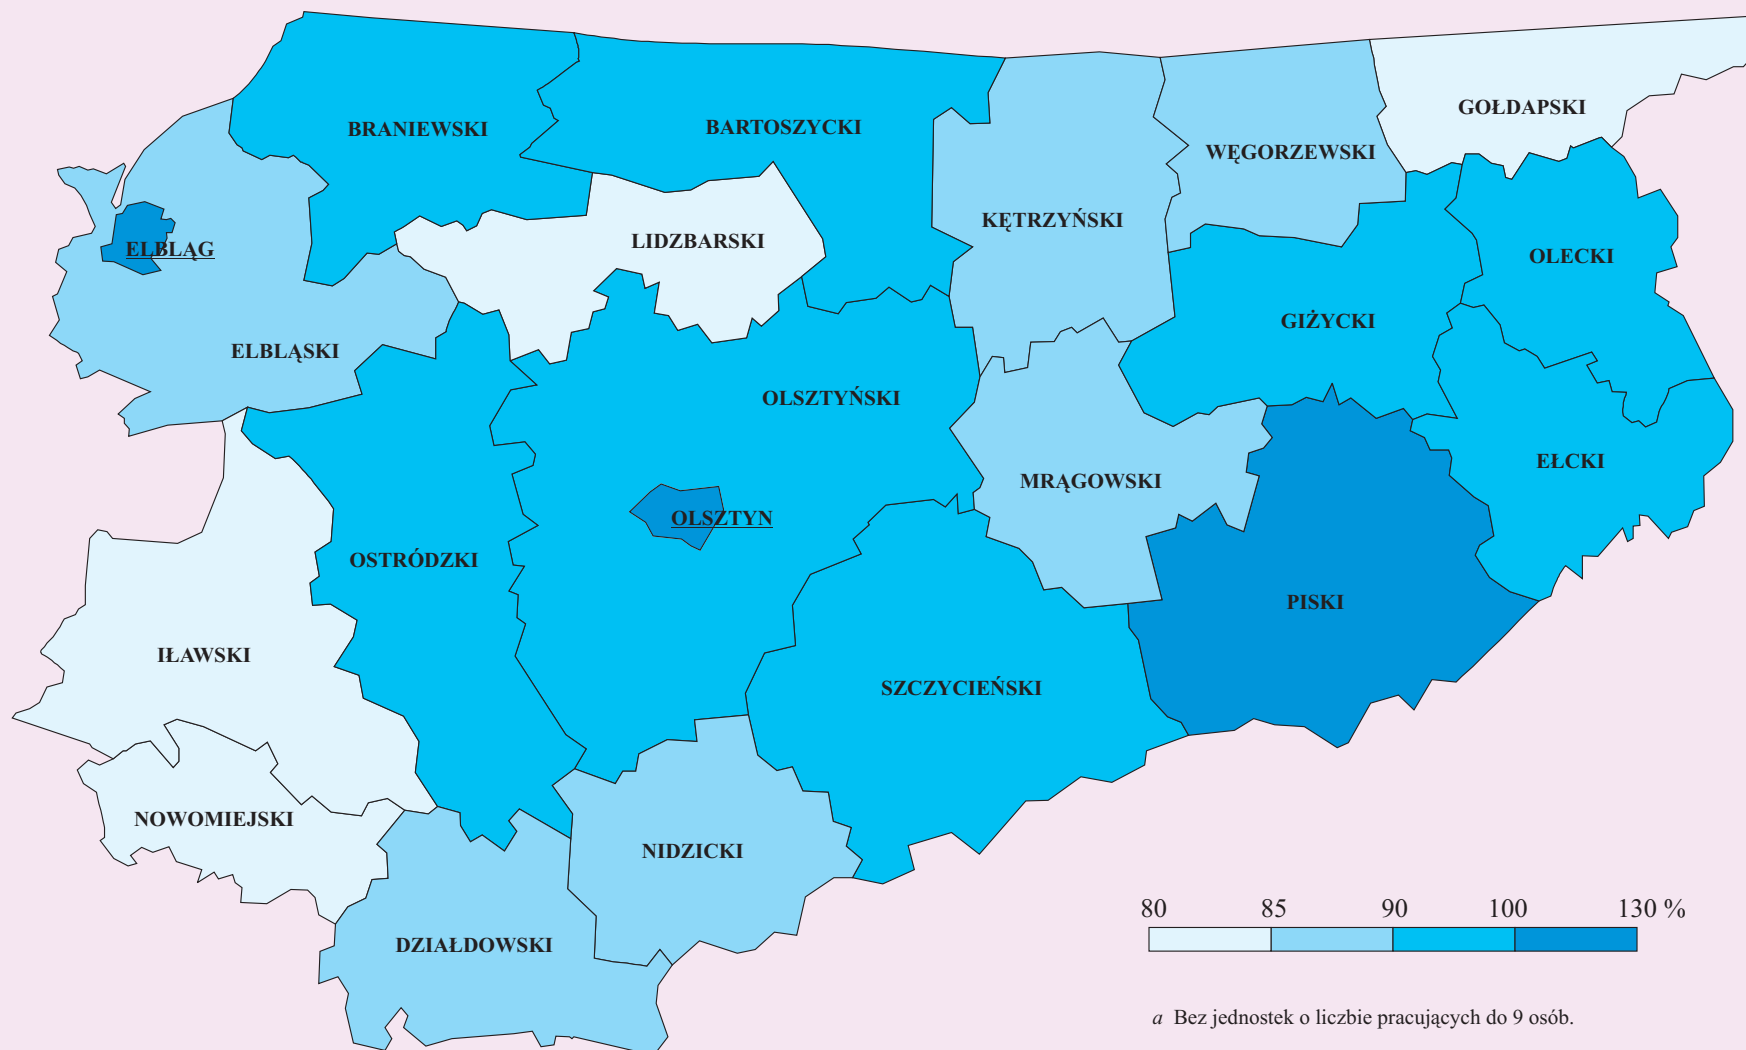 GOŁDAPSKI
BRANIEWSKI
BARTOSZYCKI
WĘGORZEWSKI
KĘTRZYŃSKI
LIDZBARSKI
ELBLĄG
OLECKI
GIŻYCKI
ELBLĄSKI
OLSZTYŃSKI
EŁCKI
MRĄGOWSKI
OLSZTYN
OSTRÓDZKI
PISKI
IŁAWSKI
SZCZYCIEŃSKI
NOWOMIEJSKI
NIDZICKI
DZIAŁDOWSKI
80 85 90 100 130 %
a Bez jednostek o liczbie pracujących do 9 osób.